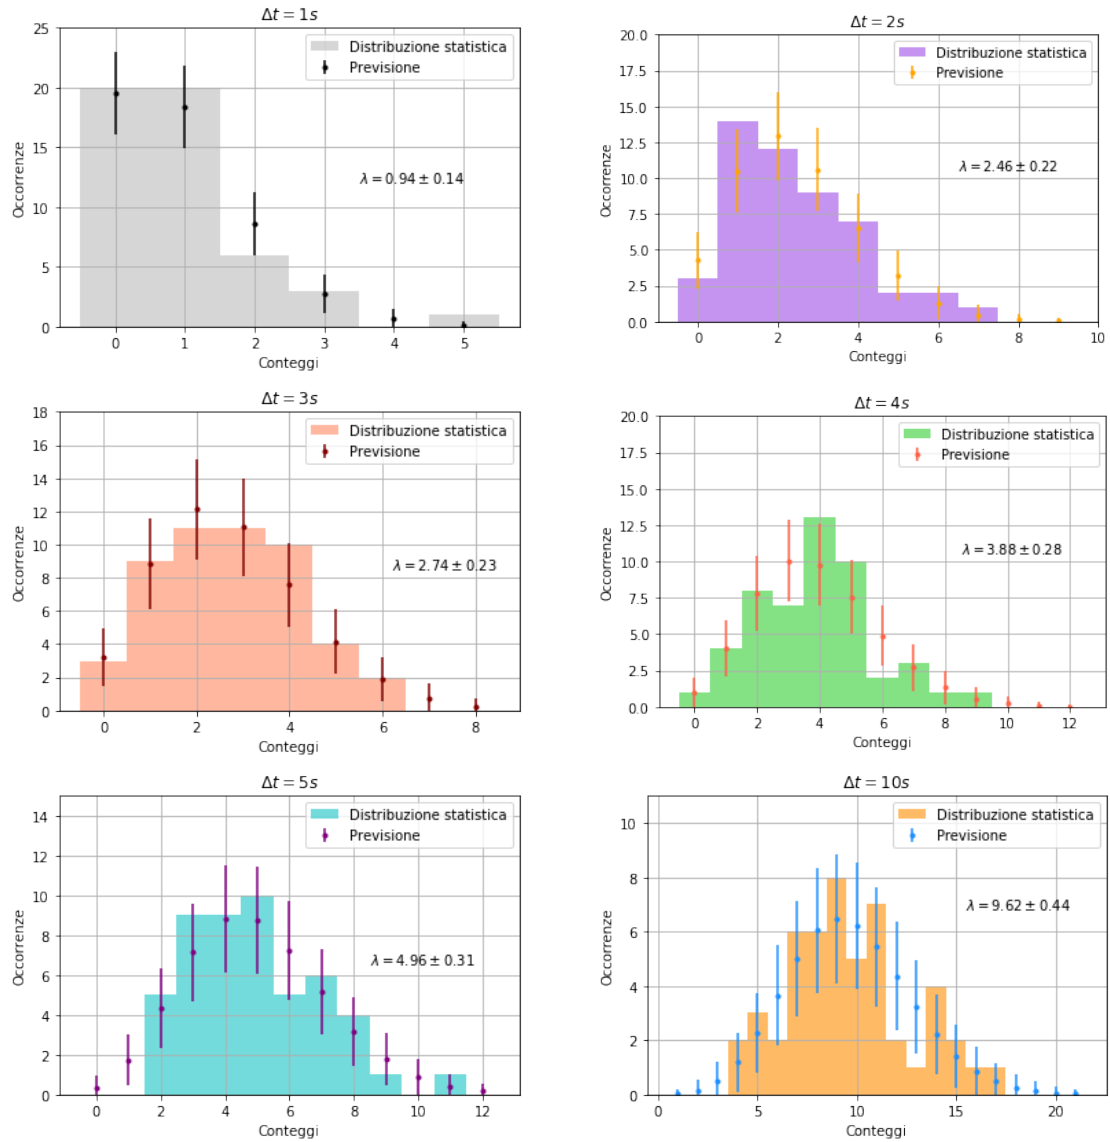 Δt = 1s
Occorrenze
25
20
15
10
5
0
Distribuzione statistica
Previsione
λ = 0.94 ± 0.14
0 1 2 3 4 5
Conteggi
Δt = 2s
Occorrenze
20.0
17.5
15.0
12.5
10.0
7.5
5.0
2.5
0.0
Distribuzione statistica
Previsione
λ = 2.46 ± 0.22
0 2 4 6 8 10
Conteggi
Δt = 3s
Occorrenze
18
16
14
12
10
8
6
4
2
0
Distribuzione statistica
Previsione
λ = 2.74 ± 0.23
0 2 4 6 8
Conteggi
Δt = 4s
Occorrenze
20.0
17.5
15.0
12.5
10.0
7.5
5.0
2.5
0.0
Distribuzione statistica
Previsione
λ = 3.88 ± 0.28
0 2 4 6 8 10 12
Conteggi
Δt = 5s
Occorrenze
14
12
10
8
6
4
2
0
Distribuzione statistica
Previsione
λ = 4.96 ± 0.31
0 2 4 6 8 10 12
Conteggi
Δt = 10s
Occorrenze
10
8
6
4
2
0
Distribuzione statistica
Previsione
λ = 9.62 ± 0.44
0 5 10 15 20
Conteggi